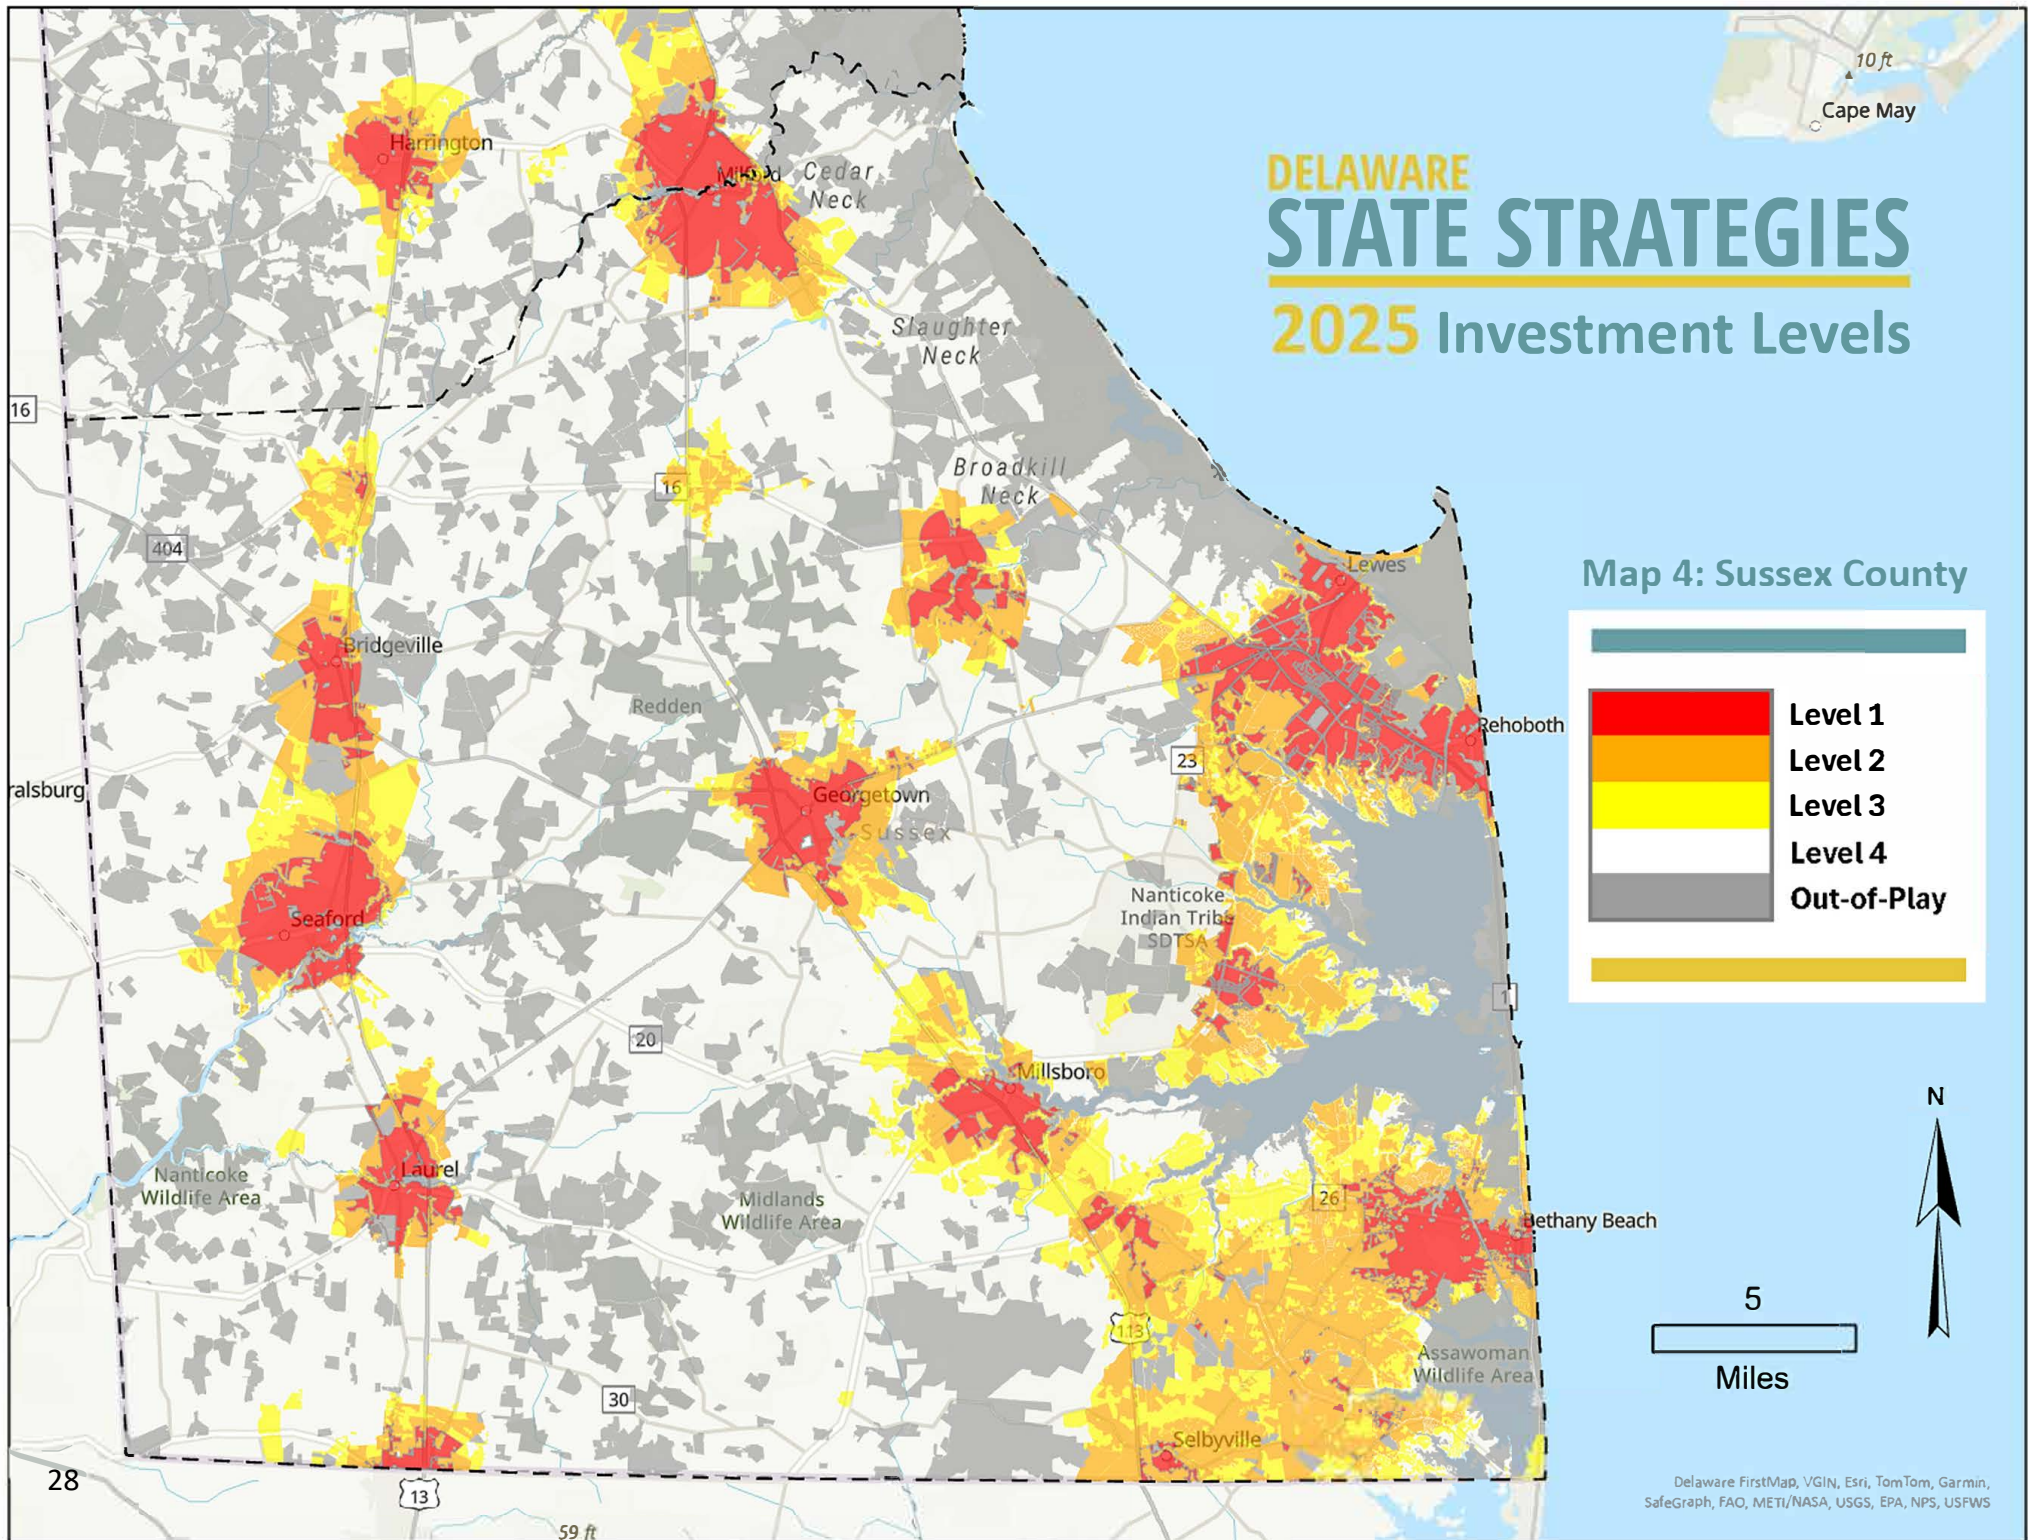 10 ft
Cape May
DELAWARE
STATE STRATEGIES
2025 Investment Levels
Harrington
Milford
Cedar
Neck
Slaughter
Neck
16
Broadkill
Neck
16
404
Lewes
Map 4: Sussex County
Bridgeville
Redden
Rehoboth
Level 1
Level 2
Level 3
Level 4
Out-of-Play
23
ralsburg
Georgetown
Sussex
Nanticoke
Indian Tribe
SDTSA
Seaford
1
20
Millsboro
N
Laurel
Nanticoke
Wildlife Area
Midlands
Wildlife Area
26
Bethany Beach
113
5
Miles
Assawoman
Wildlife Area
30
Selbyville
28
13
59 ft
Delaware FirstMap, VGIN, Esri, TomTom, Garmin,
SafeGraph, FAO, METI/NASA, USGS, EPA, NPS, USFWS